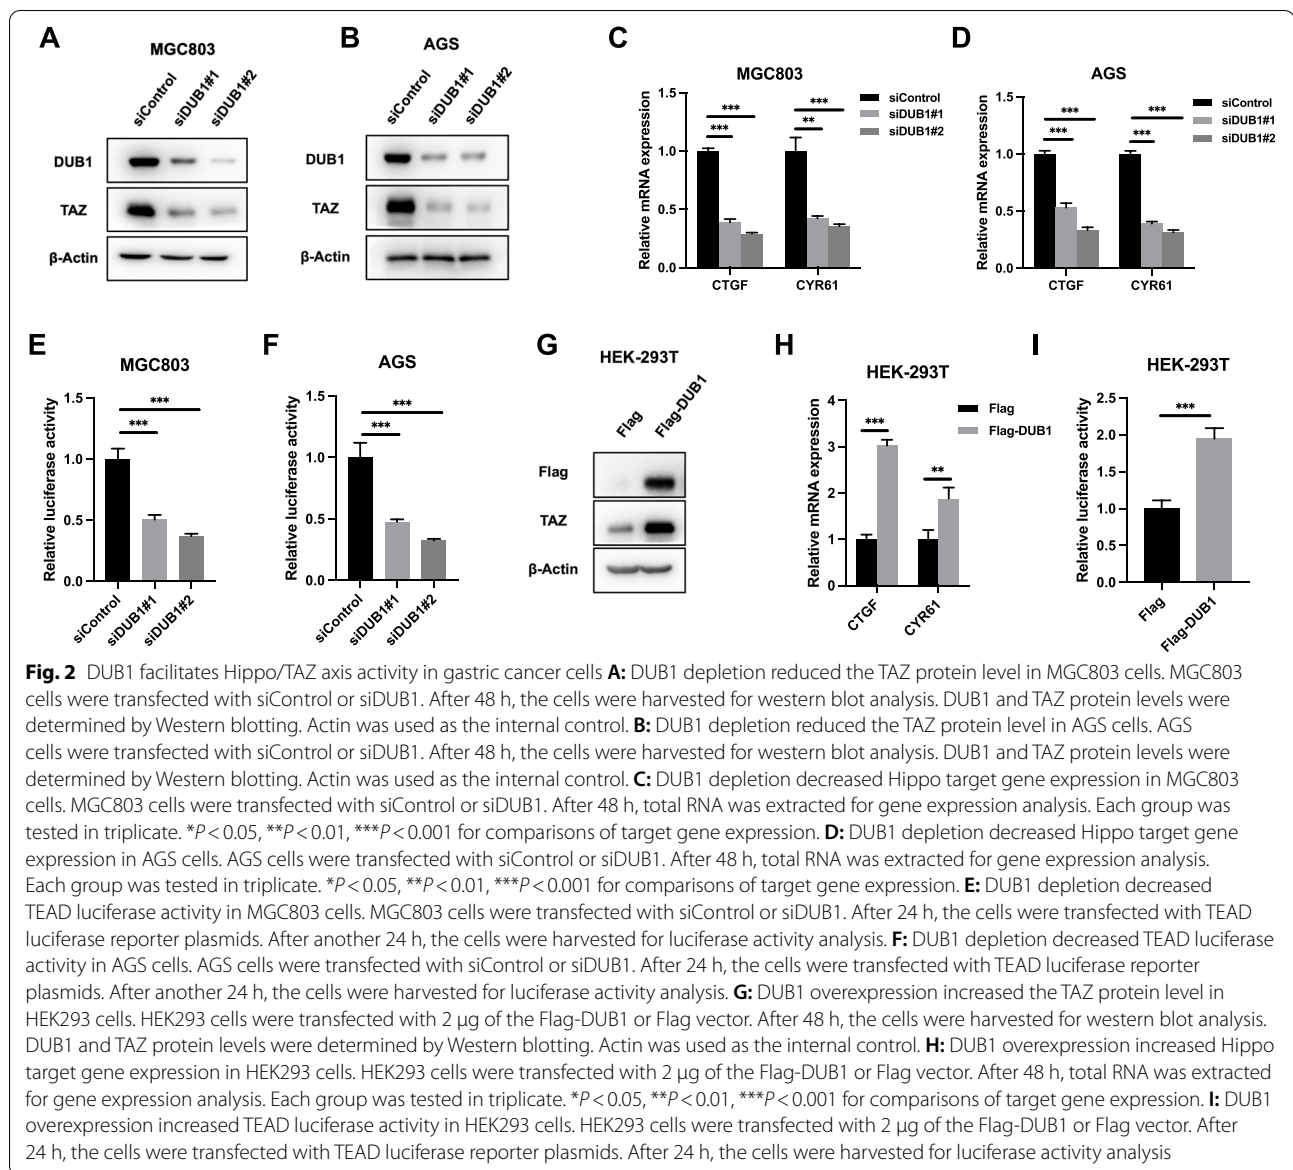 A
MGC803
siControl
siDUB1#1
siDUB1#2
DUB1
TAZ
β-Actin
B
AGS
siControl
siDUB1#1
siDUB1#2
DUB1
TAZ
β-Actin
C
MGC803
Relative mRNA expression
1.5
1.0
0.5
0.0
***
***
***
**
CTGF
CYR61
siControl
siDUB1#1
siDUB1#2
D
AGS
Relative mRNA expression
1.5
1.0
0.5
0.0
***
***
***
***
CTGF
CYR61
siControl
siDUB1#1
siDUB1#2
E
MGC803
Relative luciferase activity
1.5
1.0
0.5
0.0
***
***
siControl
siDUB1#1
siDUB1#2
F
AGS
Relative luciferase activity
1.5
1.0
0.5
0.0
***
***
siControl
siDUB1#1
siDUB1#2
G
HEK-293T
Flag
Flag-DUB1
Flag
TAZ
β-Actin
H
HEK-293T
Relative mRNA expression
4
3
2
1
0
***
**
CTGF
CYR61
Flag
Flag-DUB1
I
HEK-293T
Relative luciferase activity
2.5
2.0
1.5
1.0
0.5
0.0
***
Flag
Flag-DUB1
Fig. 2 DUB1 facilitates Hippo/TAZ axis activity in gastric cancer cells A: DUB1 depletion reduced the TAZ protein level in MGC803 cells. MGC803
cells were transfected with siControl or siDUB1. After 48 h, the cells were harvested for western blot analysis. DUB1 and TAZ protein levels were
determined by Western blotting. Actin was used as the internal control. B: DUB1 depletion reduced the TAZ protein level in AGS cells. AGS
cells were transfected with siControl or siDUB1. After 48 h, the cells were harvested for western blot analysis. DUB1 and TAZ protein levels were
determined by Western blotting. Actin was used as the internal control. C: DUB1 depletion decreased Hippo target gene expression in MGC803
cells. MGC803 cells were transfected with siControl or siDUB1. After 48 h, total RNA was extracted for gene expression analysis. Each group was
tested in triplicate. *P < 0.05, **P < 0.01, ***P < 0.001 for comparisons of target gene expression. D: DUB1 depletion decreased Hippo target gene
expression in AGS cells. AGS cells were transfected with siControl or siDUB1. After 48 h, total RNA was extracted for gene expression analysis.
Each group was tested in triplicate. *P < 0.05, **P < 0.01, ***P < 0.001 for comparisons of target gene expression. E: DUB1 depletion decreased
TEAD luciferase activity in MGC803 cells. MGC803 cells were transfected with siControl or siDUB1. After 24 h, the cells were transfected with TEAD
luciferase reporter plasmids. After another 24 h, the cells were harvested for luciferase activity analysis. F: DUB1 depletion decreased TEAD luciferase
activity in AGS cells. AGS cells were transfected with siControl or siDUB1. After 24 h, the cells were transfected with TEAD luciferase reporter
plasmids. After another 24 h, the cells were harvested for luciferase activity analysis. G: DUB1 overexpression increased the TAZ protein level in
HEK293 cells. HEK293 cells were transfected with 2 μg of the Flag-DUB1 or Flag vector. After 48 h, the cells were harvested for western blot analysis.
DUB1 and TAZ protein levels were determined by Western blotting. Actin was used as the internal control. H: DUB1 overexpression increased Hippo
target gene expression in HEK293 cells. HEK293 cells were transfected with 2 μg of the Flag-DUB1 or Flag vector. After 48 h, total RNA was extracted
for gene expression analysis. Each group was tested in triplicate. *P < 0.05, **P < 0.01, ***P < 0.001 for comparisons of target gene expression. I: DUB1
overexpression increased TEAD luciferase activity in HEK293 cells. HEK293 cells were transfected with 2 μg of the Flag-DUB1 or Flag vector. After
24 h, the cells were transfected with TEAD luciferase reporter plasmids. After 24 h, the cells were harvested for luciferase activity analysis